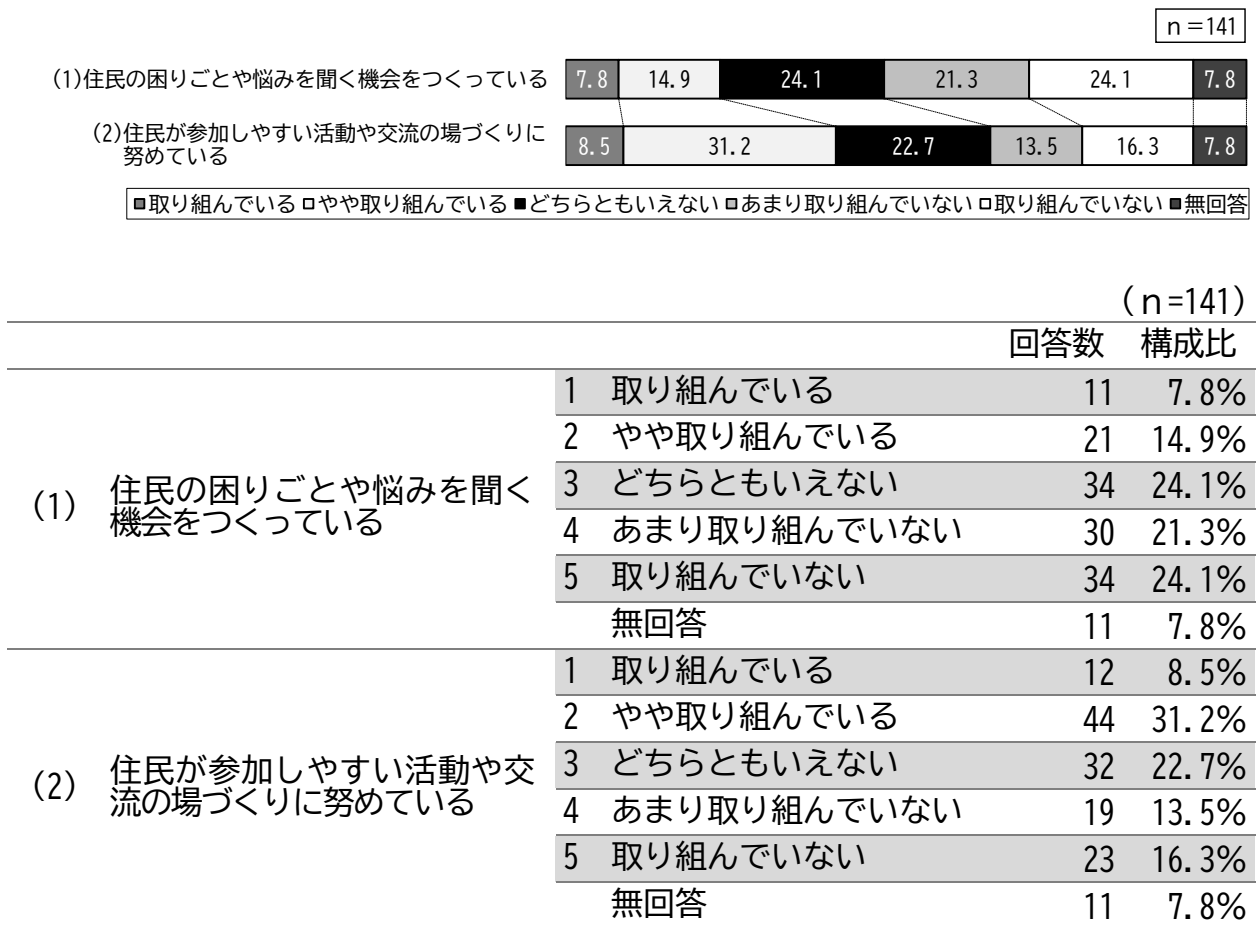 n=141
(1)住民の困りごとや悩みを聞く機会をつくっている 7.8 14.9 24.1 21.3 24.1 7.8
(2)住民が参加しやすい活動や交流の場づくりに
努めている 8.5 31.2 22.7 13.5 16.3 7.8
■取り組んでいる □やや取り組んでいる ■どちらともいえない ■あまり取り組んでいない □取り組んでいない ■無回答
(n=141)
回答数 構成比
(1) 住民の困りごとや悩みを聞く
機会をつくっている
1 取り組んでいる 11 7.8%
2 やや取り組んでいる 21 14.9%
3 どちらともいえない 34 24.1%
4 あまり取り組んでいない 30 21.3%
5 取り組んでいない 34 24.1%
無回答 11 7.8%
(2) 住民が参加しやすい活動や交
流の場づくりに努めている
1 取り組んでいる 12 8.5%
2 やや取り組んでいる 44 31.2%
3 どちらともいえない 32 22.7%
4 あまり取り組んでいない 19 13.5%
5 取り組んでいない 23 16.3%
無回答 11 7.8%